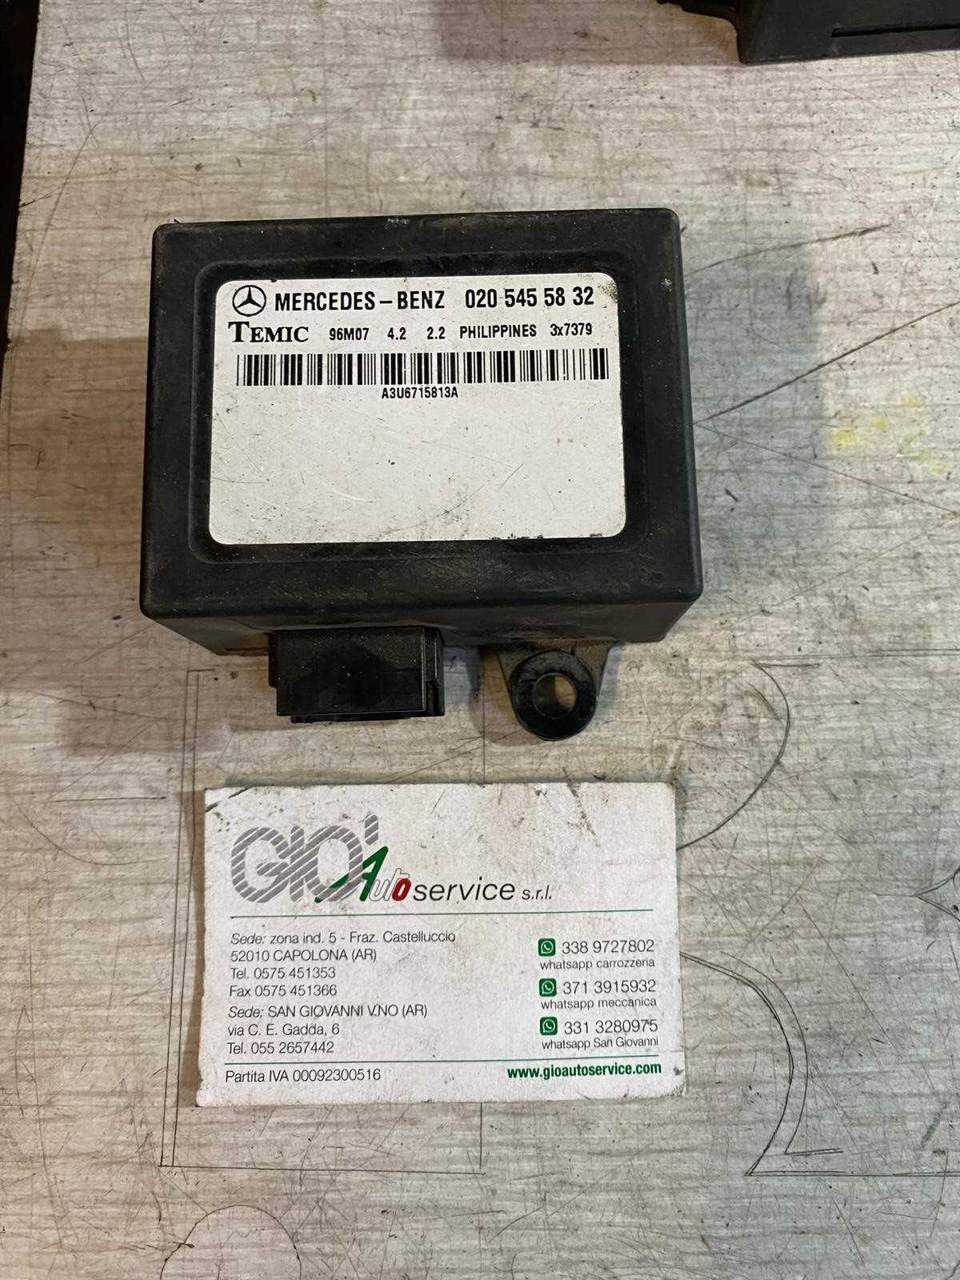 MERCEDES-BENZ 020 545 58 32
TEMIC 96M07 4.2 2.2 PHILIPPINES 3x7379
A3U6715813A
GIO' Auto service s.r.l.
Sede: zona ind. 5 - Fraz. Castelluccio
52010 CAPOLONA (AR)
Tel. 0575 451353
Fax 0575 451366
Sede: SAN GIOVANNI V.NO (AR)
via C. E. Gadda, 6
Tel. 055 2657442
338 9727802
whatsapp carrozzeria
371 3915932
whatsapp meccanica
331 3280975
whatsapp San Giovanni
Partita IVA 00092300516
www.gioautoservice.com